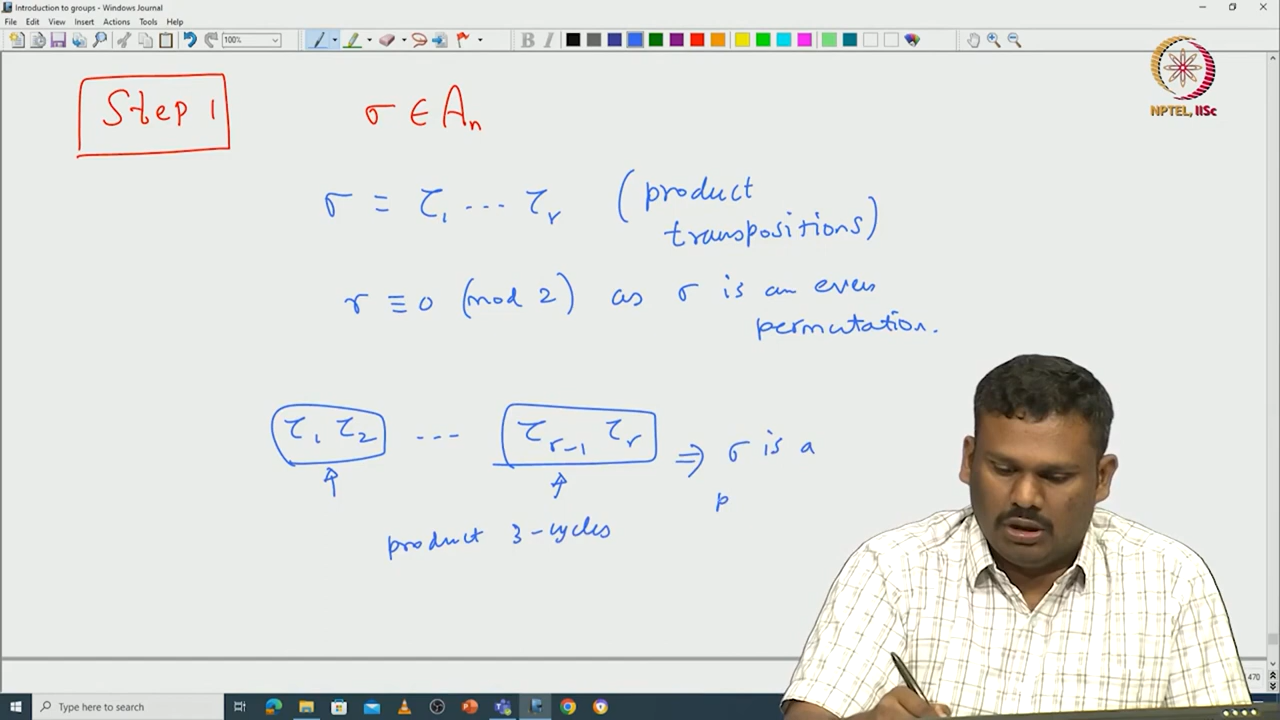 Introduction to groups - Windows Journal
File Edit View Insert Actions Tools Help
100%
B I
NPTEL, IISc
Step 1 σ ∈ Aₙ
σ = τ₁ ⋯ τᵣ (product
transpositions)
r ≡ 0 (mod 2) as σ is an even
permutation.
τ₁ τ₂ ⋯ τᵣ₋₁ τᵣ ⇒ σ is a
↑ ↑ p
product 3-cycles
470
Type here to search